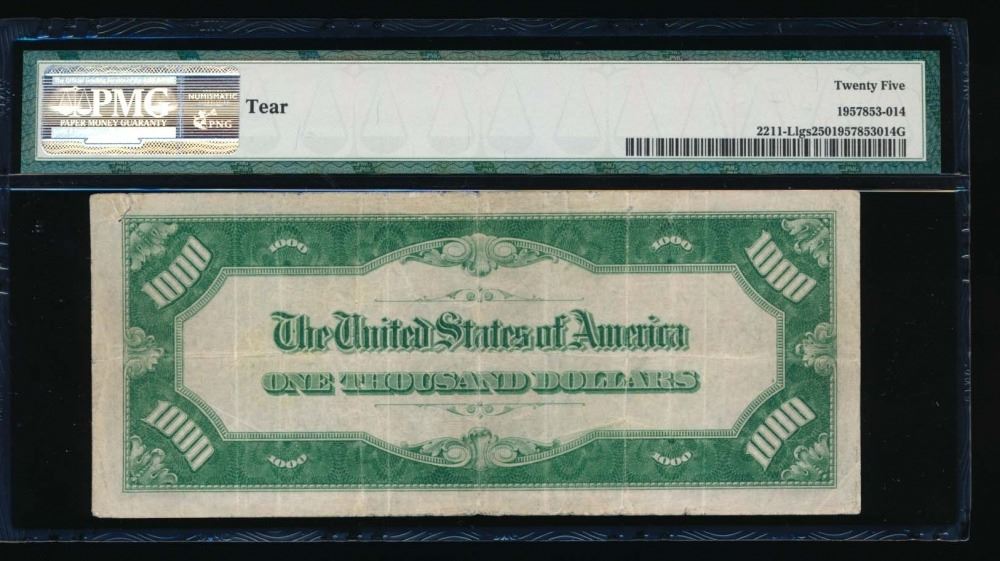 PMG
PAPER MONEY GUARANTY
NUMISMATIC
PNG
Tear
Twenty Five
1957853-014
2211-Llgs2501957853014G
1000 1000 1000 1000
The United States of America
ONE THOUSAND DOLLARS
1000 1000 1000 1000